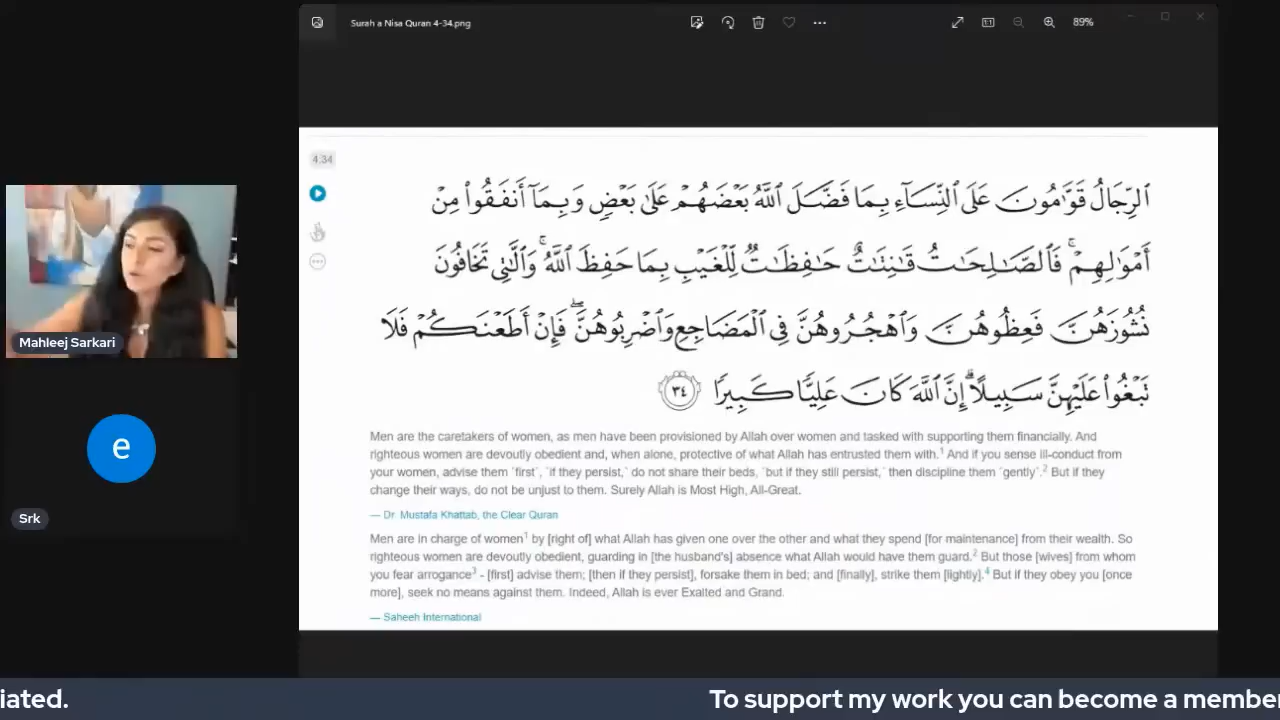 Surah a Nisa Quran 4-34.png
89%
4:34
ٱلرِّجَالُ قَوَّٰمُونَ عَلَى ٱلنِّسَآءِ بِمَا فَضَّلَ ٱللَّهُ بَعْضَهُمْ عَلَىٰ بَعْضٍ وَبِمَآ أَنفَقُوا۟ مِنْ
أَمْوَٰلِهِمْ ۚ فَٱلصَّـٰلِحَـٰتُ قَـٰنِتَـٰتٌ حَـٰفِظَـٰتٌ لِّلْغَيْبِ بِمَا حَفِظَ ٱللَّهُ ۚ وَٱلَّـٰتِى تَخَافُونَ
نُشُوزَهُنَّ فَعِظُوهُنَّ وَٱهْجُرُوهُنَّ فِى ٱلْمَضَاجِعِ وَٱضْرِبُوهُنَّ ۖ فَإِنْ أَطَعْنَكُمْ فَلَا
تَبْغُوا۟ عَلَيْهِنَّ سَبِيلًا ۗ إِنَّ ٱللَّهَ كَانَ عَلِيًّا كَبِيرًا ٣٤
Men are the caretakers of women, as men have been provisioned by Allah over women and tasked with supporting them financially. And
righteous women are devoutly obedient and, when alone, protective of what Allah has entrusted them with.1 And if you sense ill-conduct from
your women, advise them ˹first˺, ˹if they persist,˺ do not share their beds, ˹but if they still persist,˺ then discipline them ˹gently˺.2 But if they
change their ways, do not be unjust to them. Surely Allah is Most High, All-Great.
— Dr. Mustafa Khattab, the Clear Quran
Men are in charge of women1 by [right of] what Allah has given one over the other and what they spend [for maintenance] from their wealth. So
righteous women are devoutly obedient, guarding in [the husband's] absence what Allah would have them guard.2 But those [wives] from whom
you fear arrogance3 - [first] advise them; [then if they persist], forsake them in bed; and [finally], strike them [lightly].4 But if they obey you [once
more], seek no means against them. Indeed, Allah is ever Exalted and Grand.
— Saheeh International
Mahleej Sarkari
e
Srk
iated. To support my work you can become a member